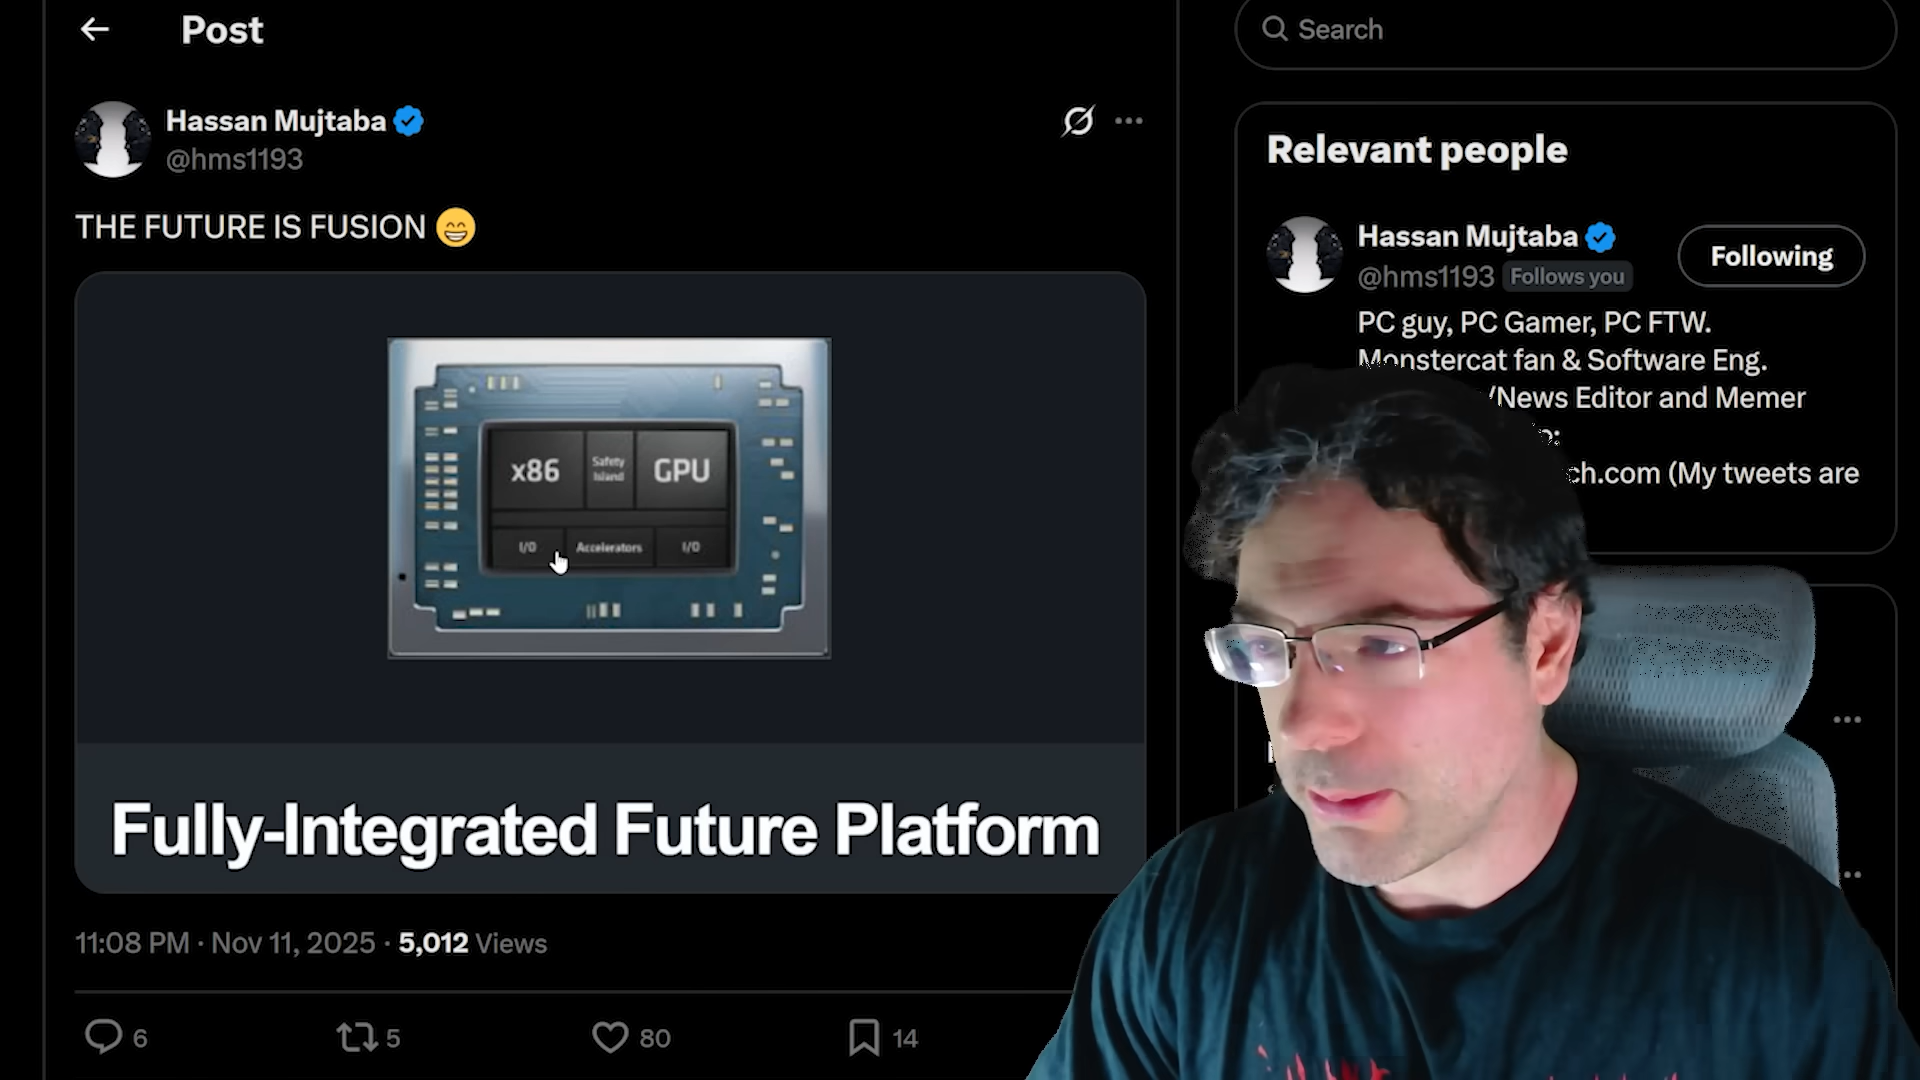 Post
Hassan Mujtaba
@hms1193
THE FUTURE IS FUSION 😁
x86
Safety
Island
GPU
I/O
Accelerators
I/O
Fully-Integrated Future Platform
11:08 PM · Nov 11, 2025 · 5,012 Views
6
5
80
14
Search
Relevant people
Hassan Mujtaba
@hms1193 Follows you
Following
PC guy, PC Gamer, PC FTW.
Monstercat fan & Software Eng.
/News Editor and Memer
ch.com (My tweets are